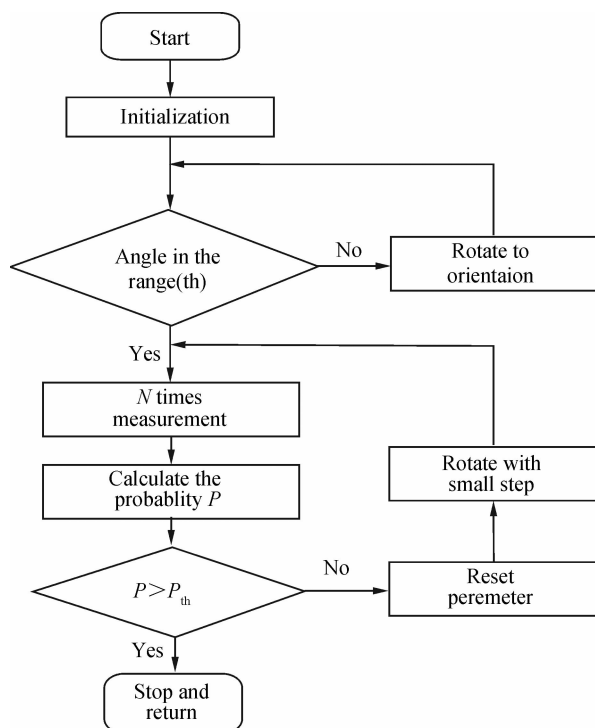 Start
Initialization
Angle in the
range(th)
No
Rotate to
orientaion
Yes
N times
measurement
Calculate the
probablity P
Rotate with
small step
P>Pth
No
Reset
peremeter
Yes
Stop and
return